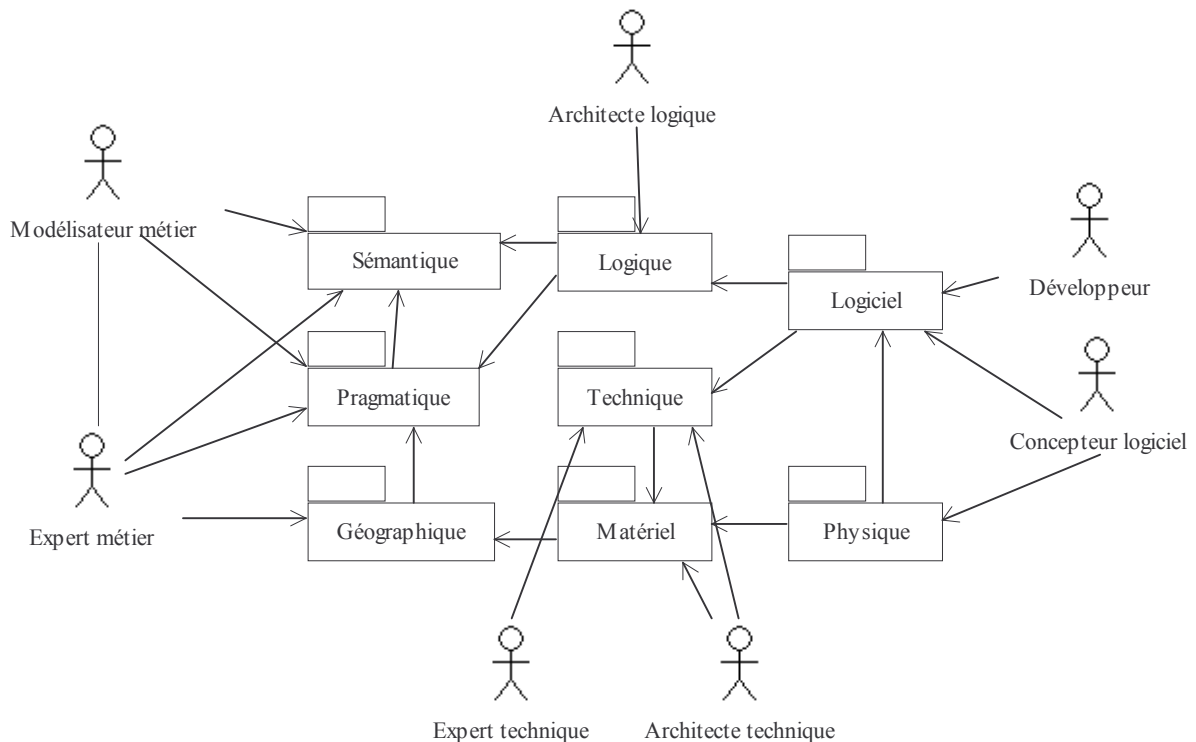 Architecte logique
Modélisateur métier
Sémantique
Logique
Logiciel
Développeur
Pragmatique
Technique
Concepteur logiciel
Expert métier
Géographique
Matériel
Physique
Expert technique
Architecte technique